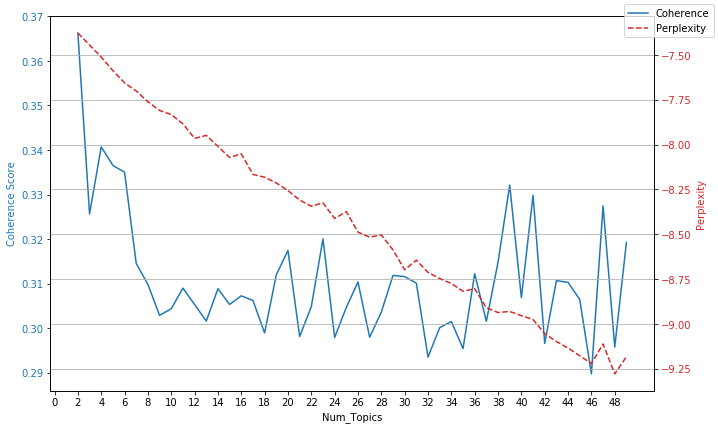 Coherence
Perplexity
0.37
0.36
0.35
0.34
0.33
0.32
0.31
0.30
0.29
Coherence Score
−7.50
−7.75
−8.00
−8.25
−8.50
−8.75
−9.00
−9.25
Perplexity
0 2 4 6 8 10 12 14 16 18 20 22 24 26 28 30 32 34 36 38 40 42 44 46 48
Num_Topics